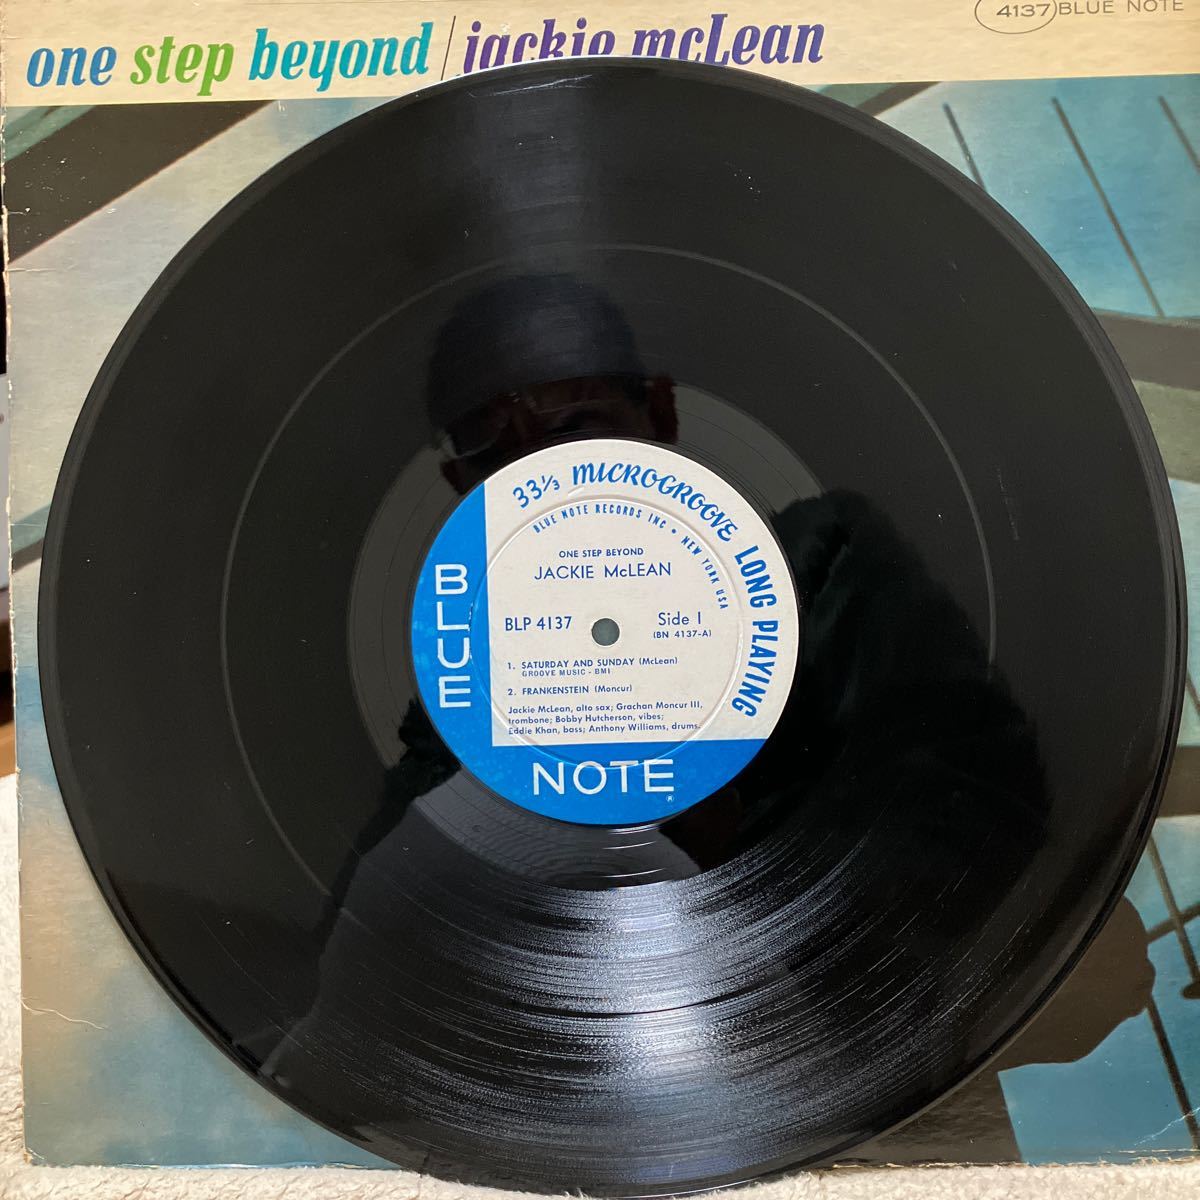 4137 BLUE NOTE
one step beyond / jackie mcLean
33⅓ MICROGROOVE LONG PLAYING
BLUE NOTE RECORDS INC • NEW YORK USA
ONE STEP BEYOND
JACKIE McLEAN
BLP 4137 Side 1
(BN 4137-A)
1. SATURDAY AND SUNDAY (McLean)
GROOVE MUSIC - BMI
2. FRANKENSTEIN (Moncur)
Jackie McLean, alto sax; Grachan Moncur III,
trombone; Bobby Hutcherson, vibes;
Eddie Khan, bass; Anthony Williams, drums.
BLUE
NOTE
®